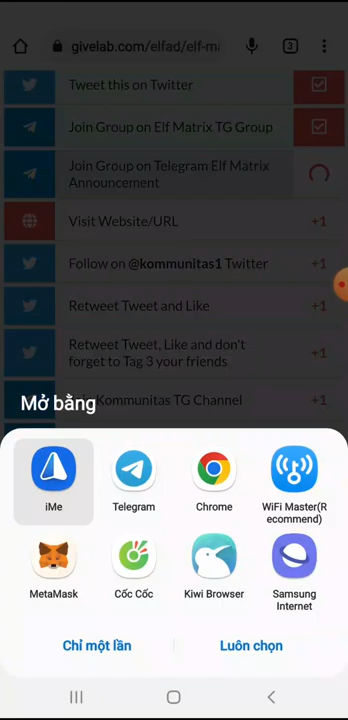 givelab.com/elfad/elf-ma
3
Tweet this on Twitter
Join Group on Elf Matrix TG Group
Join Group on Telegram Elf Matrix
Announcement
Visit Website/URL
+1
Follow on @kommunitas1 Twitter
+1
Retweet Tweet and Like
+1
Retweet Tweet, Like and don't
forget to Tag 3 your friends
+1
Kommunitas TG Channel
+1
Mở bằng
iMe
Telegram
Chrome
WiFi Master(R
ecommend)
MetaMask
Cốc Cốc
Kiwi Browser
Samsung
Internet
Chỉ một lần
Luôn chọn